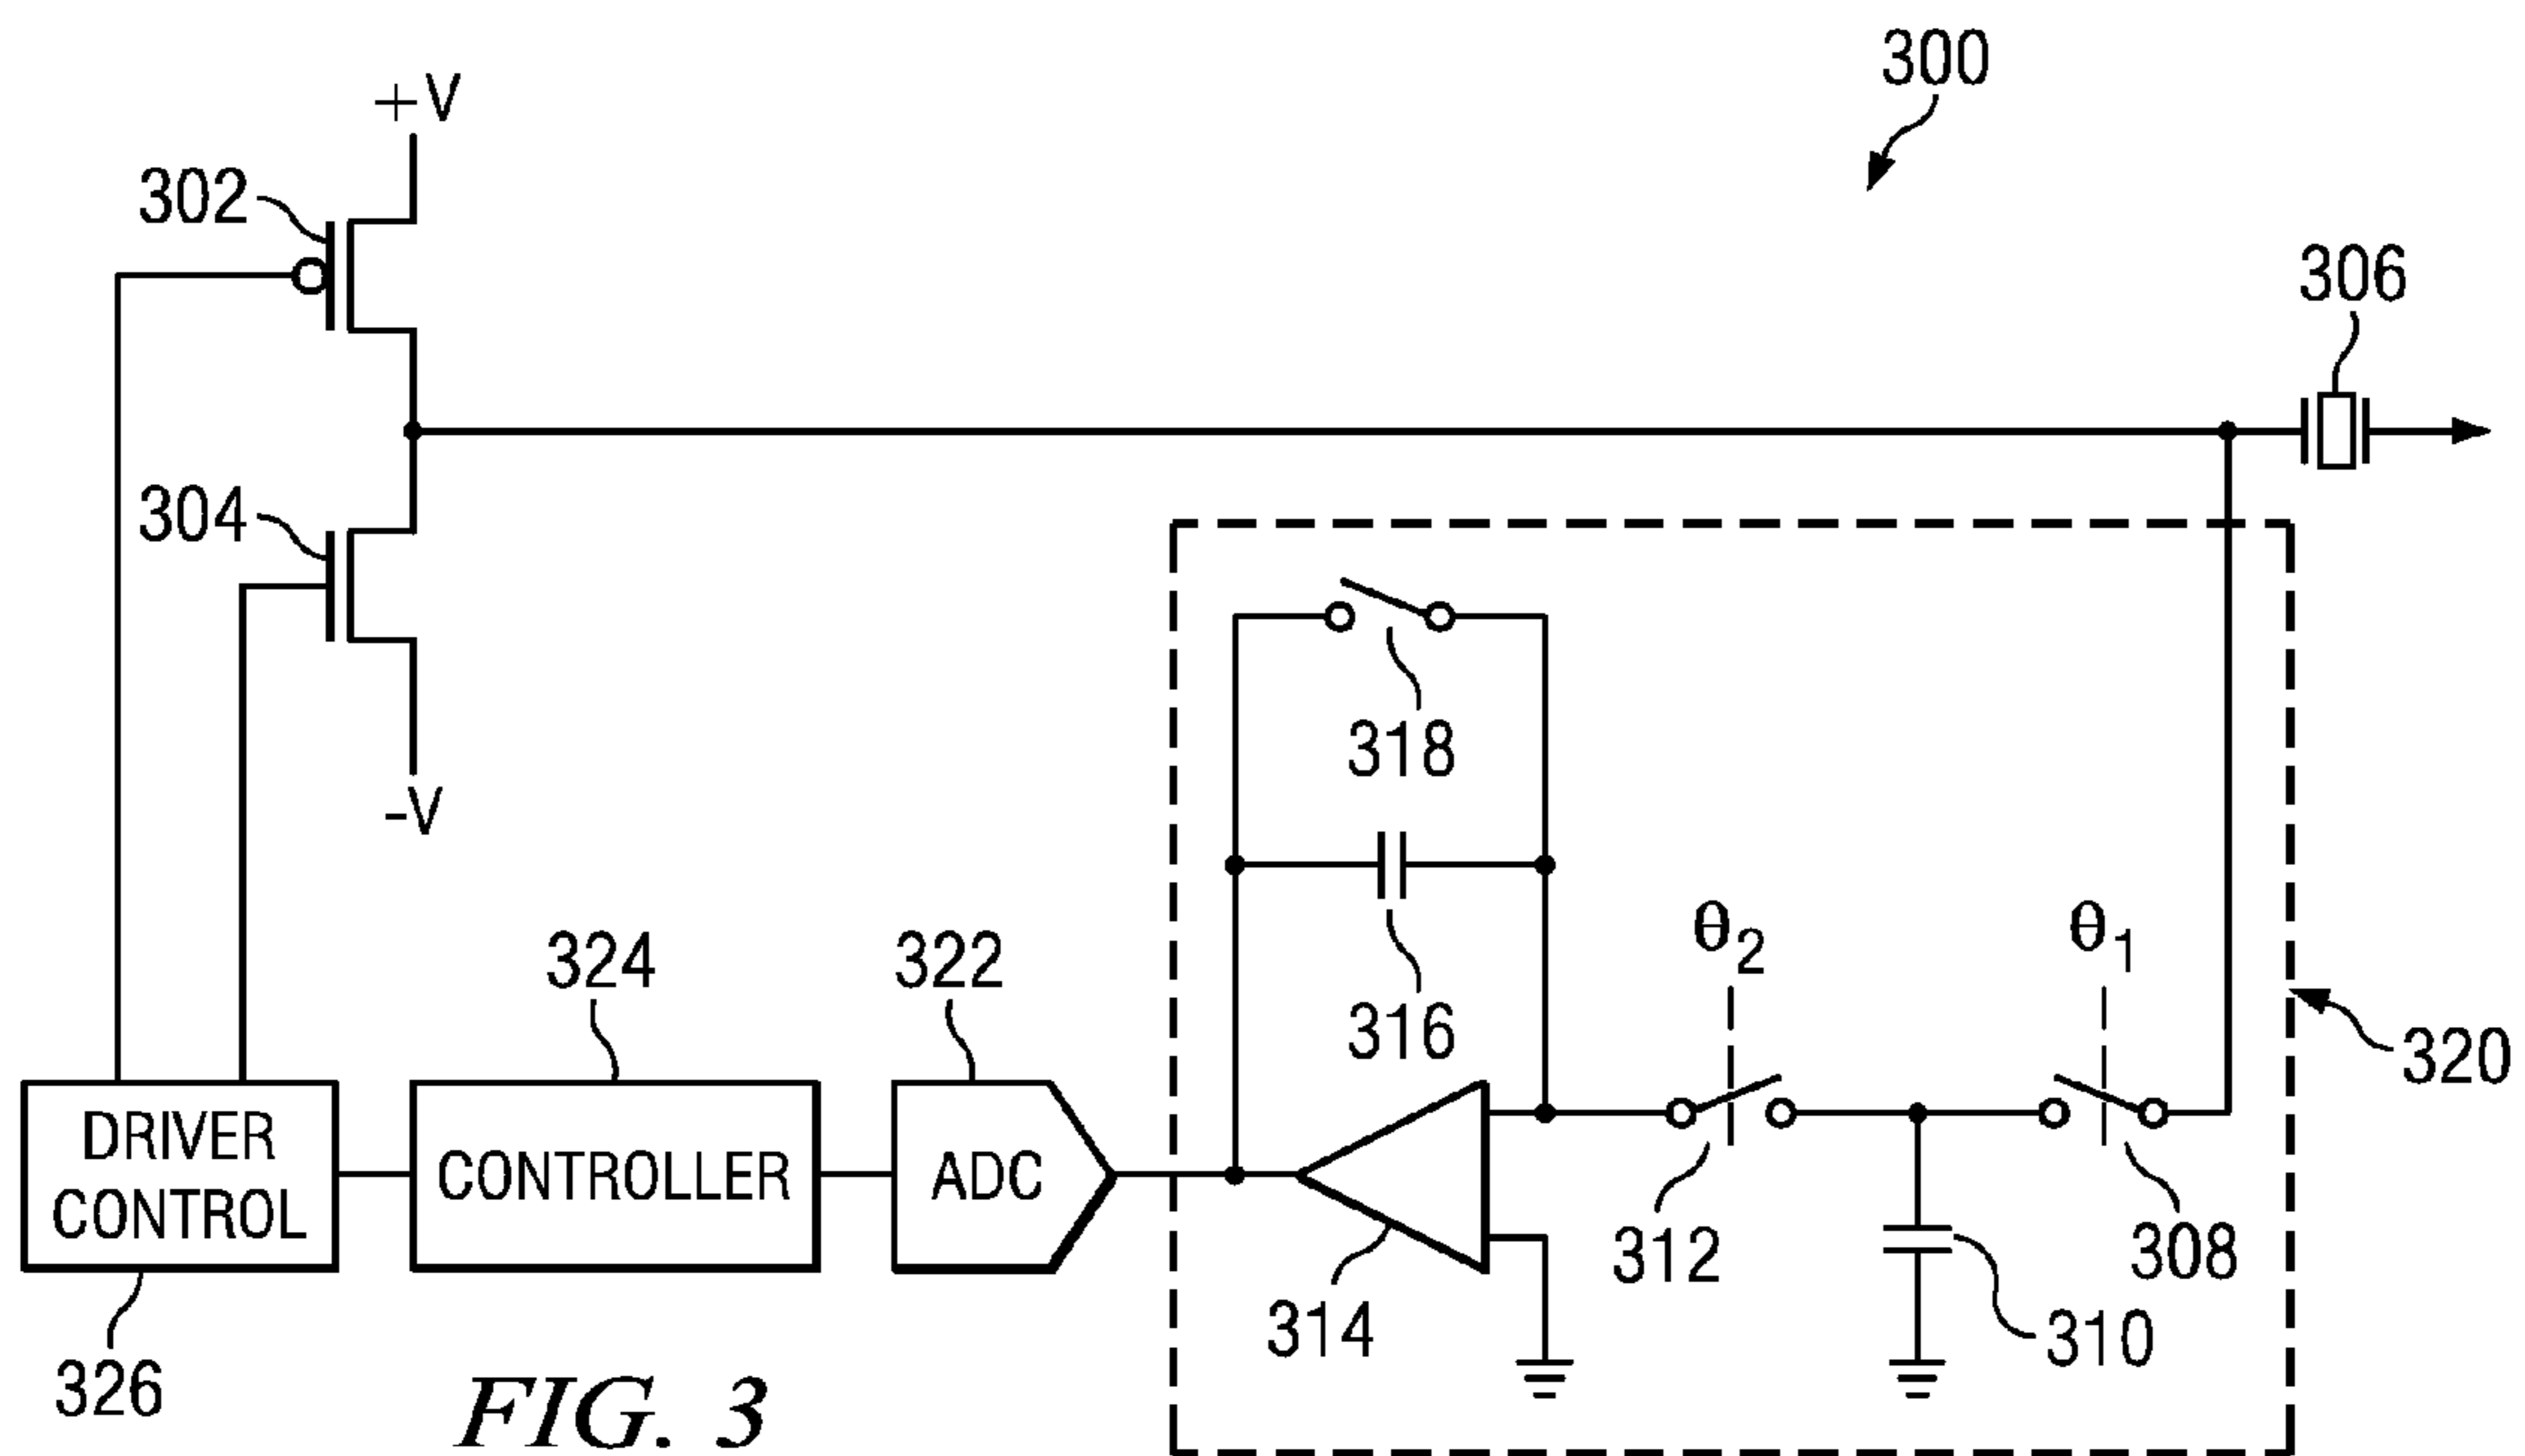 300
+V
302
306
304
318
-V
316
θ2
θ1
324
322
320
DRIVER
CONTROL
CONTROLLER
ADC
312
308
314
310
326
FIG. 3